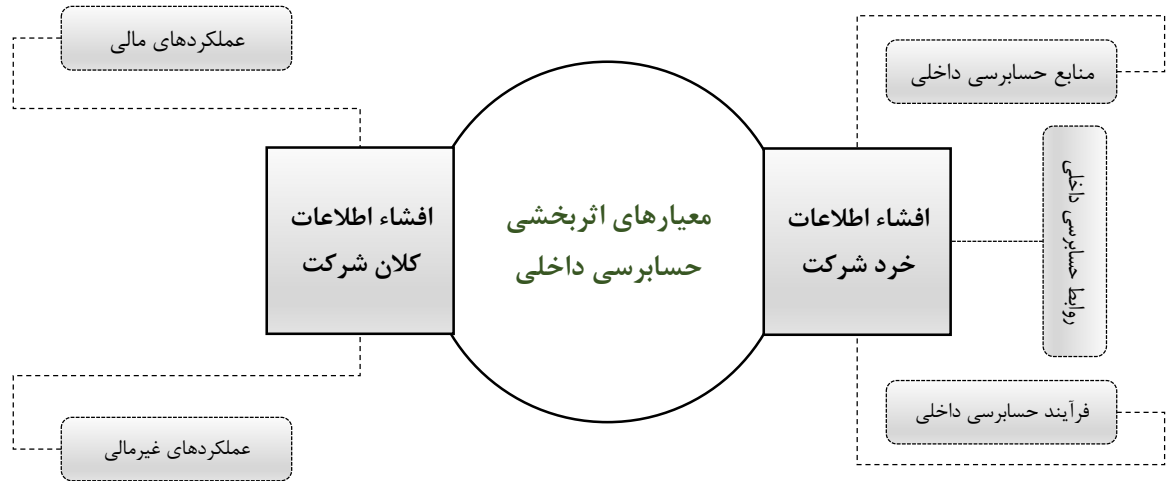 منابع حسابرسی داخلی
روابط حسابرسی داخلی
فرآیند حسابرسی داخلی
افشاء اطلاعات
خرد شرکت
معیارهای اثربخشی
حسابرسی داخلی
افشاء اطلاعات
کلان شرکت
عملکردهای مالی
عملکردهای غیرمالی